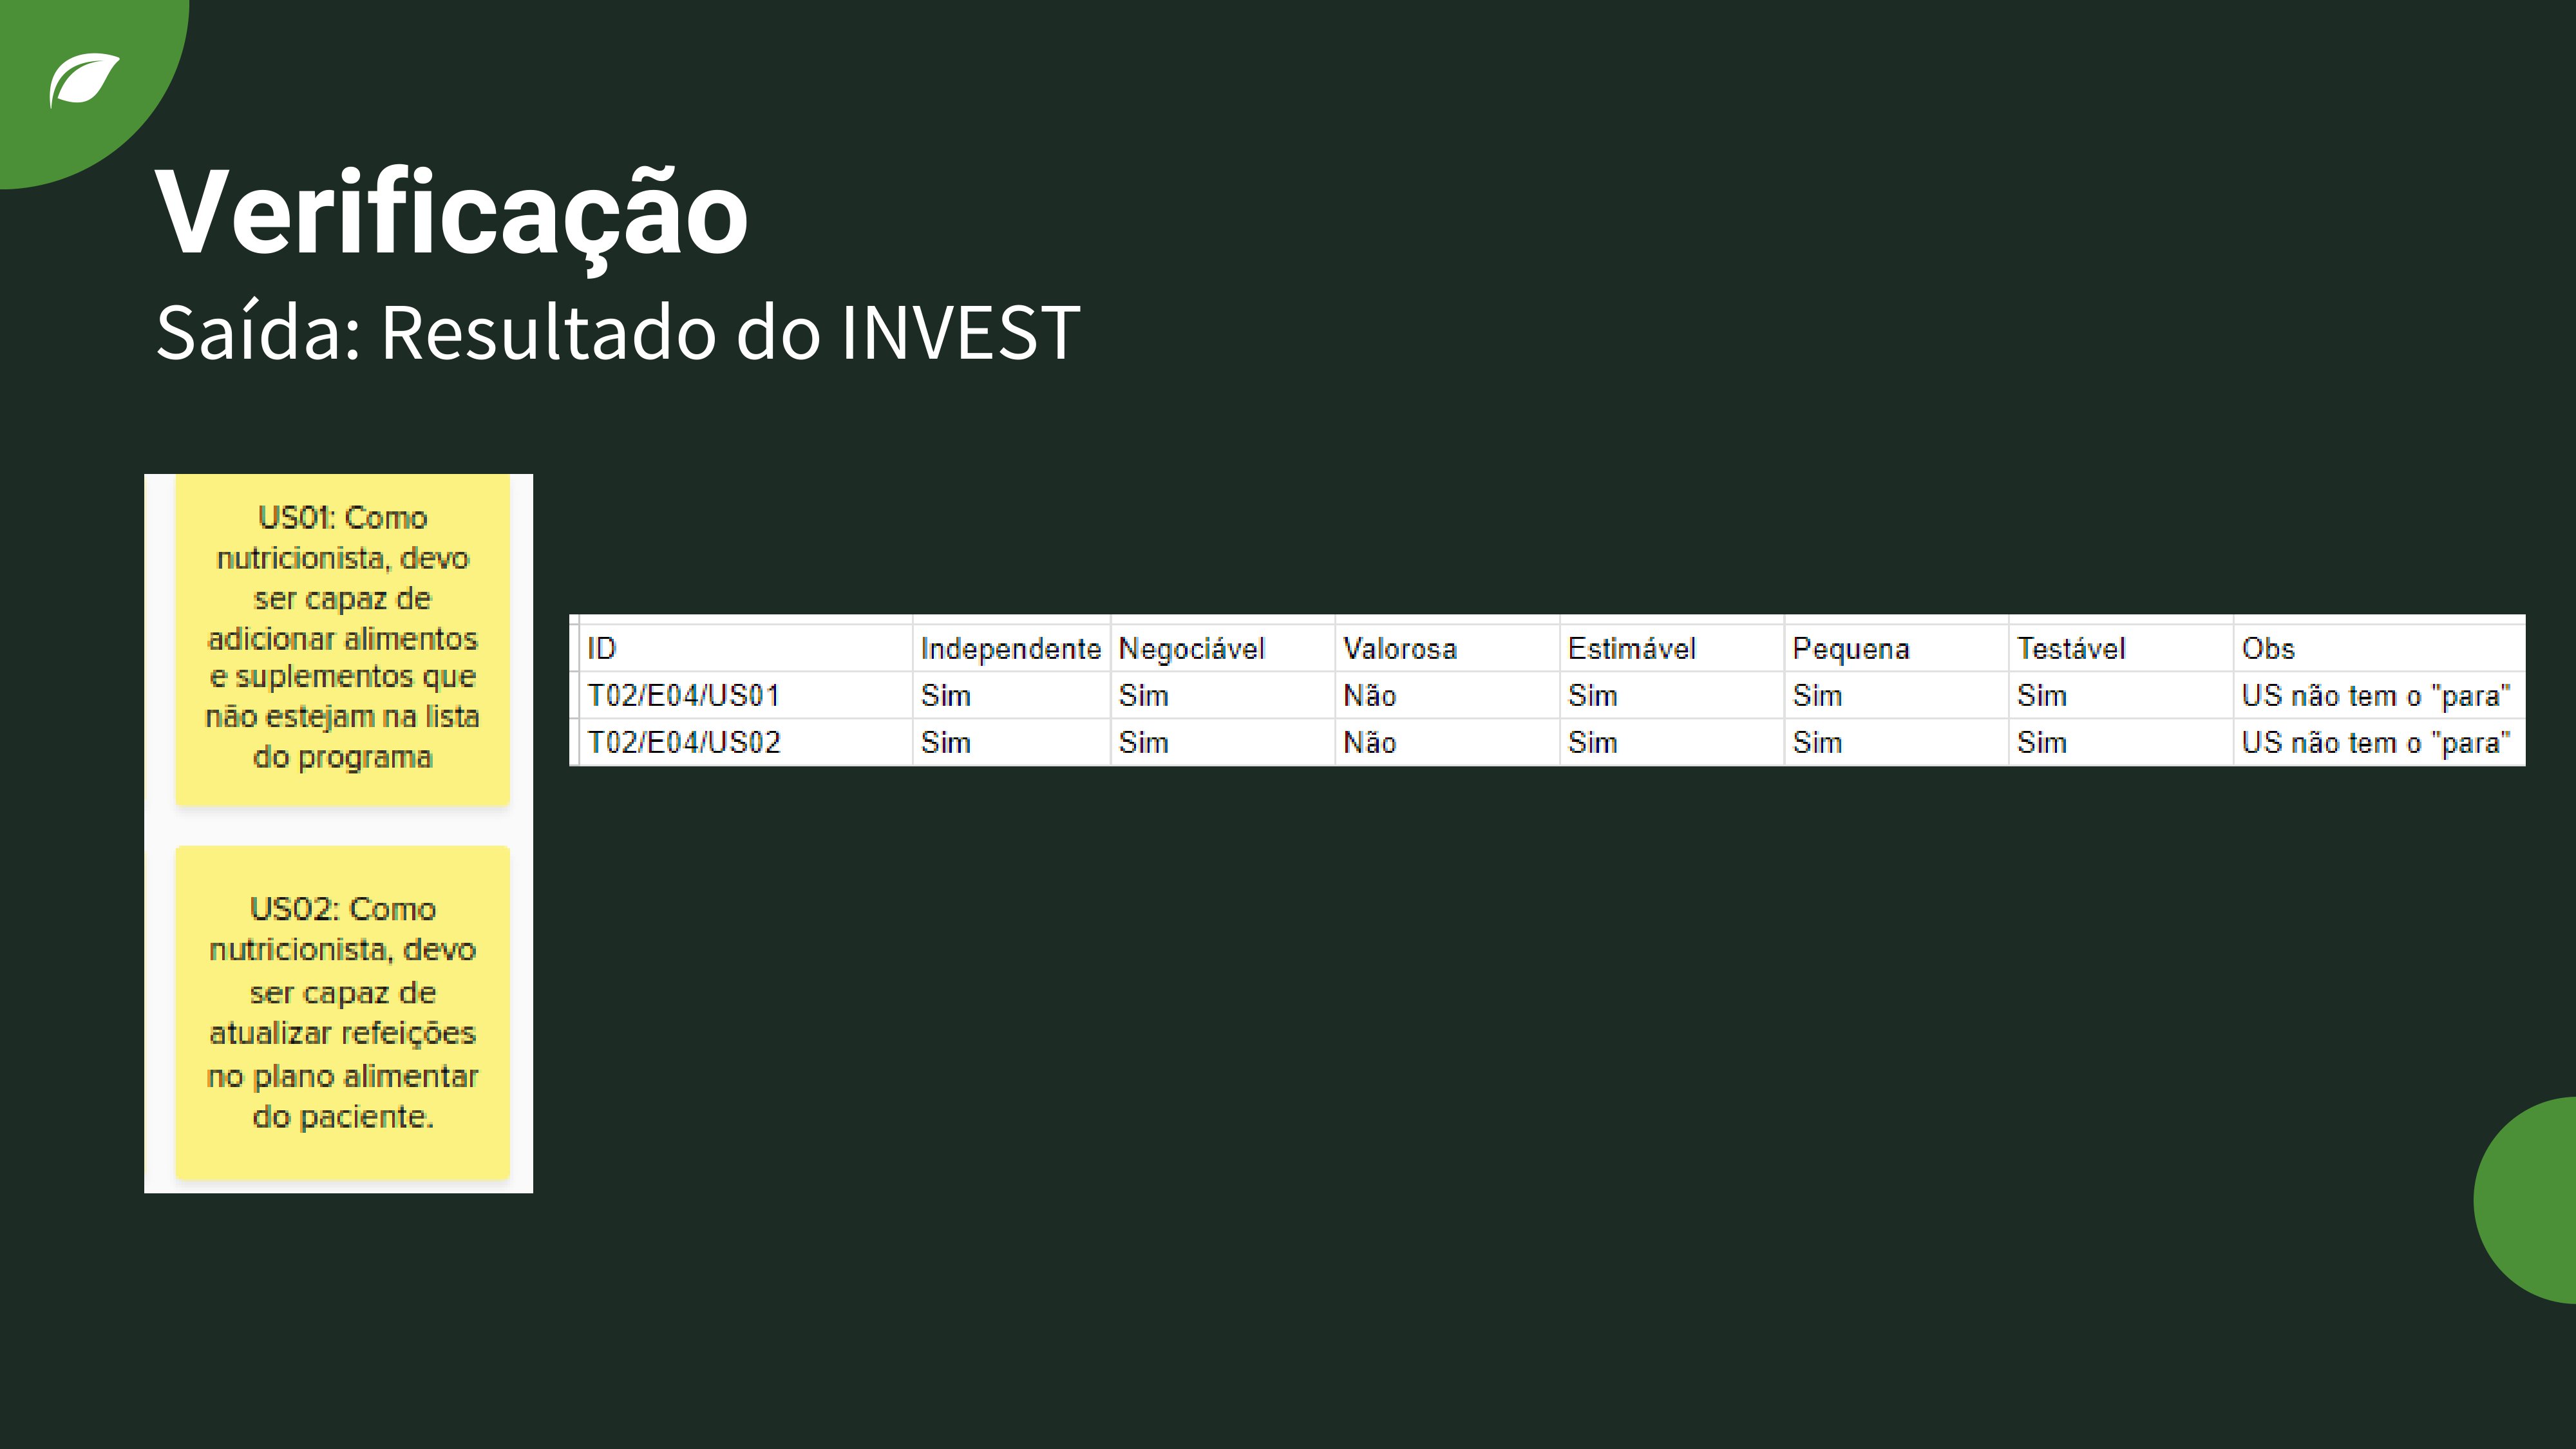 Verificação
Saída: Resultado do INVEST
US01: Como
nutricionista, devo
ser capaz de
adicionar alimentos
e suplementos que
não estejam na lista
do programa
US02: Como
nutricionista, devo
ser capaz de
atualizar refeições
no plano alimentar
do paciente.
ID Independente Negociável Valorosa Estimável Pequena Testável Obs
T02/E04/US01 Sim Sim Não Sim Sim Sim US não tem o "para"
T02/E04/US02 Sim Sim Não Sim Sim Sim US não tem o "para"